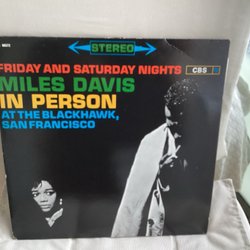 STEREO
FRIDAY AND SATURDAY NIGHTS
CBS
MILES DAVIS
IN PERSON
AT THE BLACKHAWK,
SAN FRANCISCO